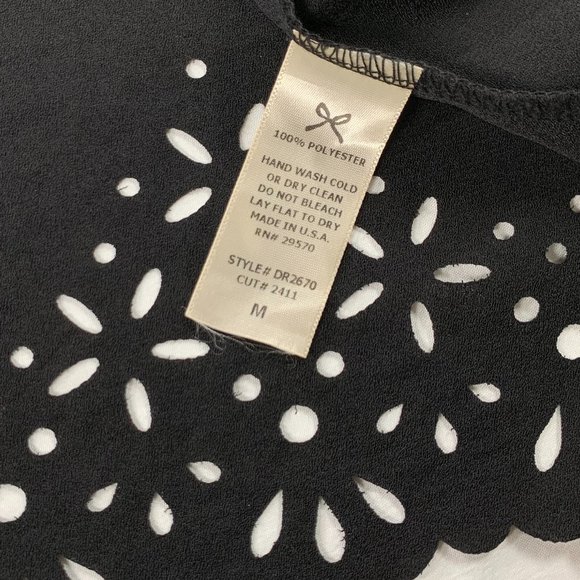 100% POLYESTER
HAND WASH COLD
OR DRY CLEAN
DO NOT BLEACH
LAY FLAT TO DRY
MADE IN U.S.A.
RN# 29570
STYLE# DR2670
CUT# 2411
M